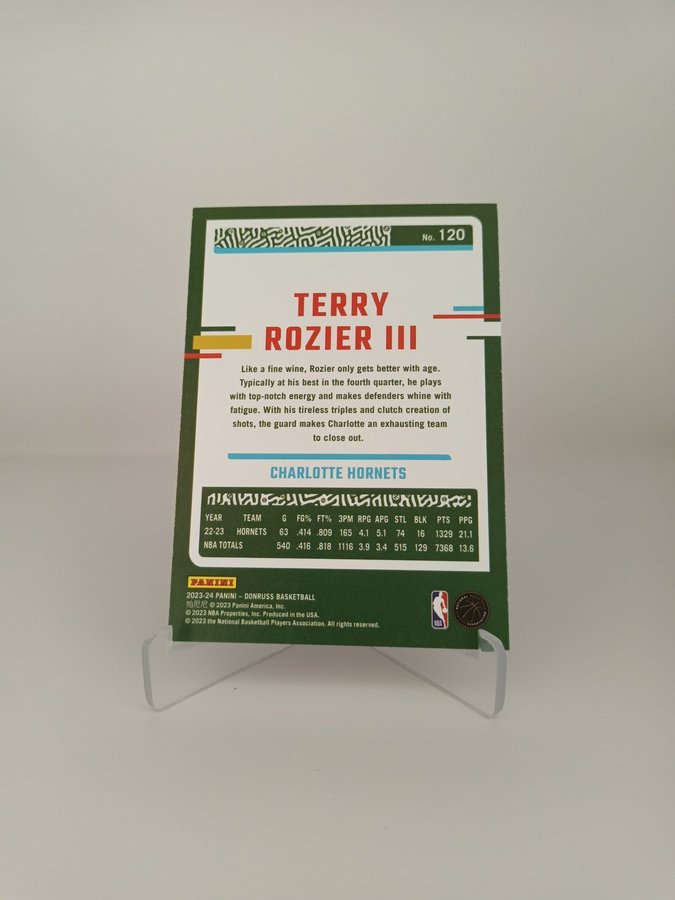 No. 120
TERRY
ROZIER III
Like a fine wine, Rozier only gets better with age.
Typically at his best in the fourth quarter, he plays
with top-notch energy and makes defenders whine with
fatigue. With his tireless triples and clutch creation of
shots, the guard makes Charlotte an exhausting team
to close out.
CHARLOTTE HORNETS
YEAR TEAM G FG% FT% 3PM RPG APG STL BLK PTS PPG
22-23 HORNETS 63 .414 .809 165 4.1 5.1 74 16 1329 21.1
NBA TOTALS 540 .416 .818 1116 3.9 3.4 515 129 7368 13.6
PANINI
2023-24 PANINI – DONRUSS BASKETBALL
帕尼尼 © 2023 Panini America, Inc.
© 2023 NBA Properties, Inc. Produced in the USA.
© 2023 the National Basketball Players Association. All rights reserved.
NBA